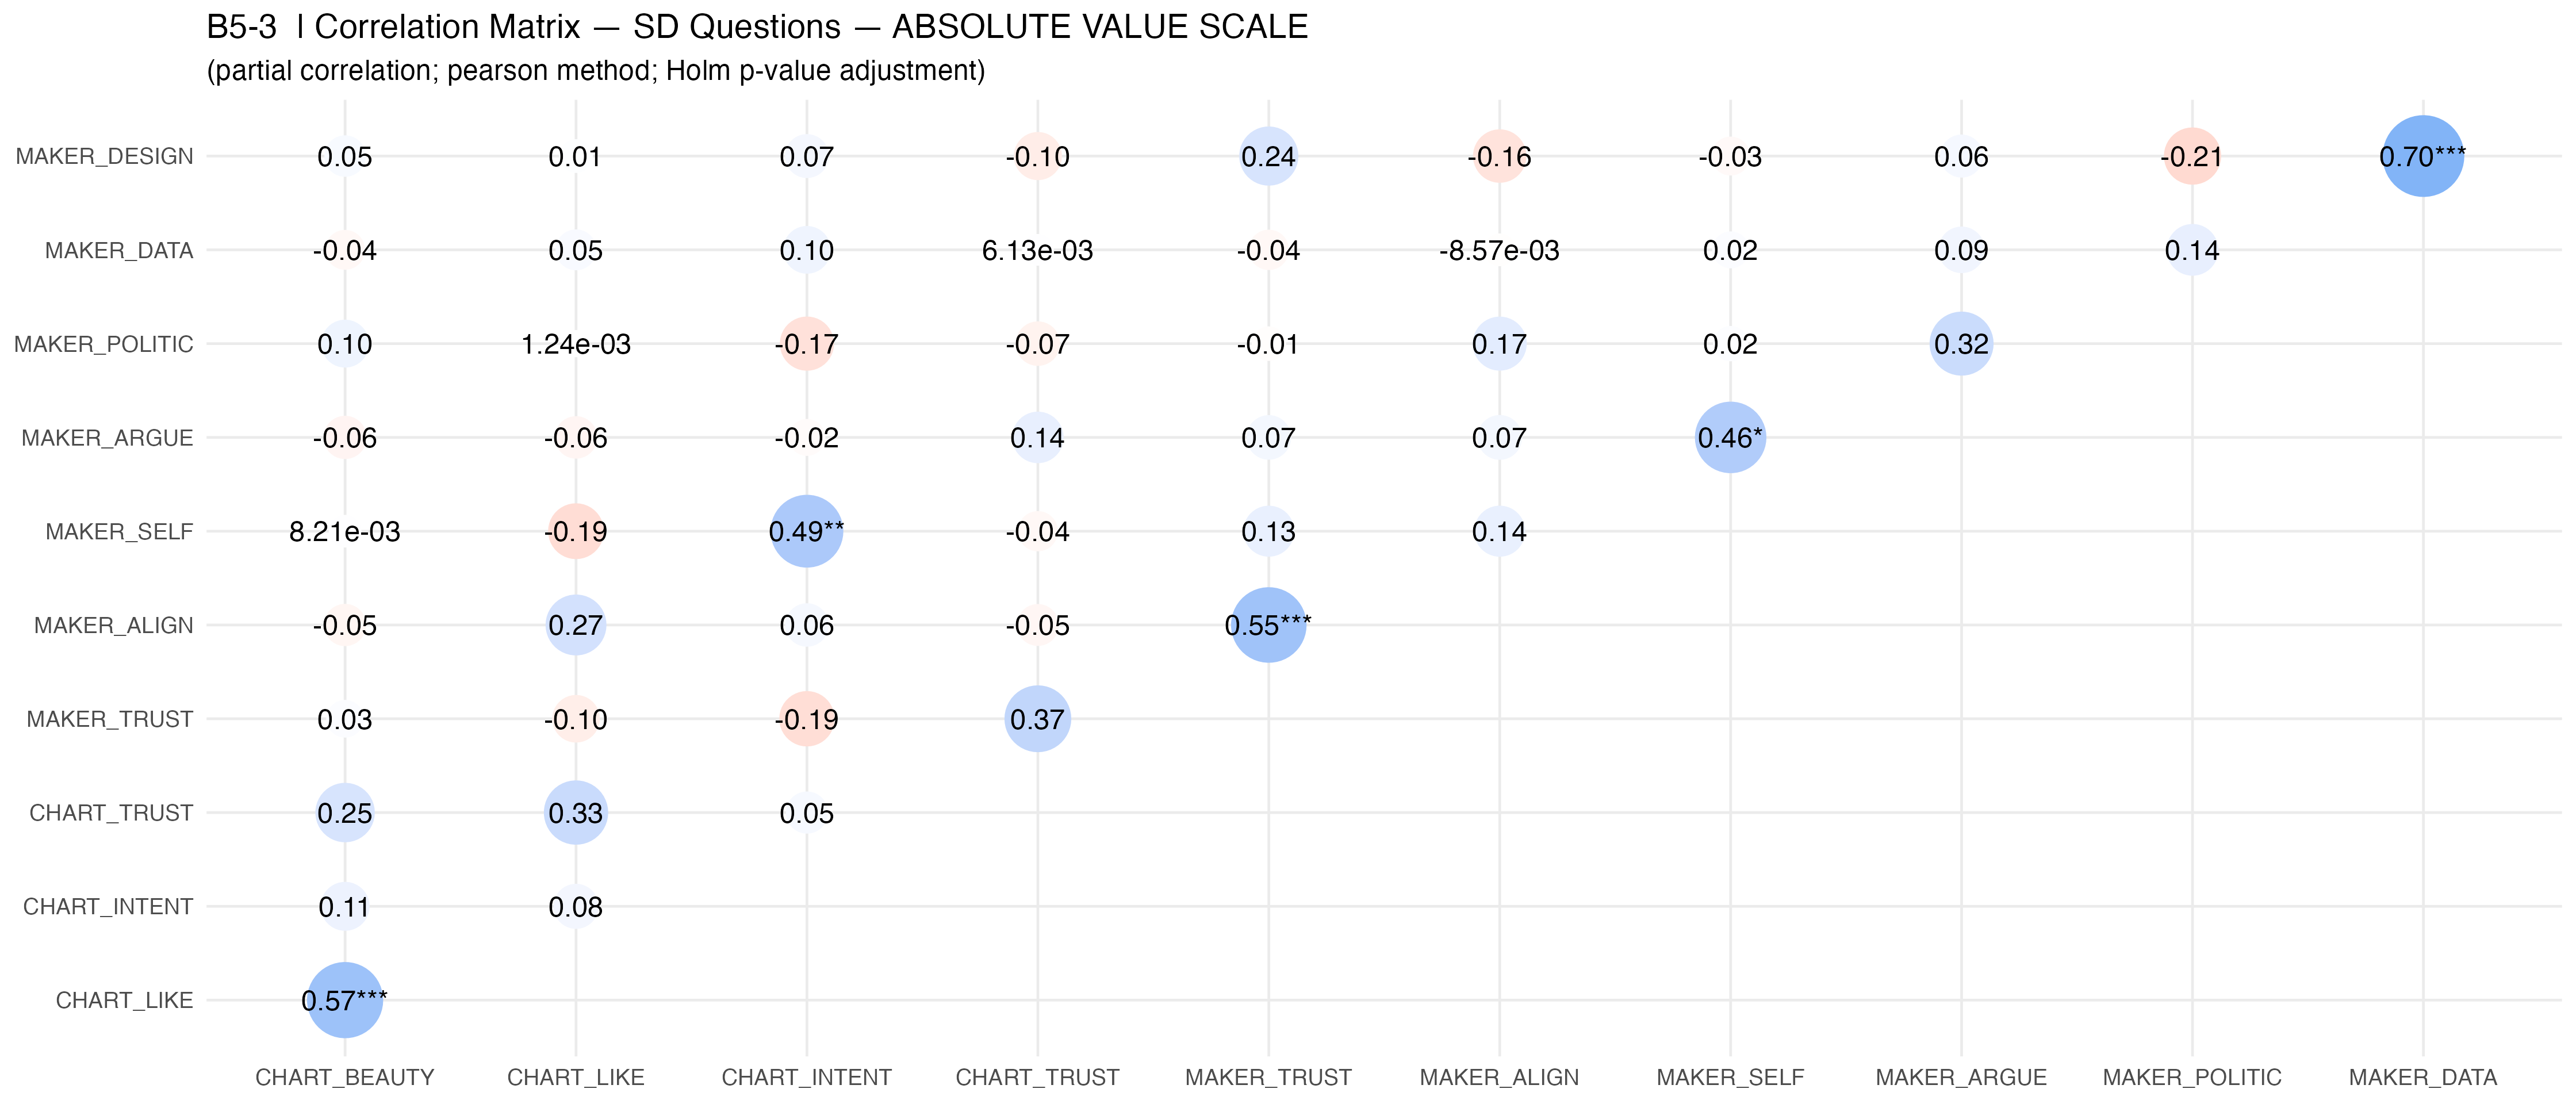 B5-3 | Correlation Matrix — SD Questions — ABSOLUTE VALUE SCALE
(partial correlation; pearson method; Holm p-value adjustment)
MAKER_DESIGN 0.05 0.01 0.07 -0.10 0.24 -0.16 -0.03 0.06 -0.21 0.70***
MAKER_DATA -0.04 0.05 0.10 6.13e-03 -0.04 -8.57e-03 0.02 0.09 0.14
MAKER_POLITIC 0.10 1.24e-03 -0.17 -0.07 -0.01 0.17 0.02 0.32
MAKER_ARGUE -0.06 -0.06 -0.02 0.14 0.07 0.07 0.46*
MAKER_SELF 8.21e-03 -0.19 0.49** -0.04 0.13 0.14
MAKER_ALIGN -0.05 0.27 0.06 -0.05 0.55***
MAKER_TRUST 0.03 -0.10 -0.19 0.37
CHART_TRUST 0.25 0.33 0.05
CHART_INTENT 0.11 0.08
CHART_LIKE 0.57***
CHART_BEAUTY CHART_LIKE CHART_INTENT CHART_TRUST MAKER_TRUST MAKER_ALIGN MAKER_SELF MAKER_ARGUE MAKER_POLITIC MAKER_DATA